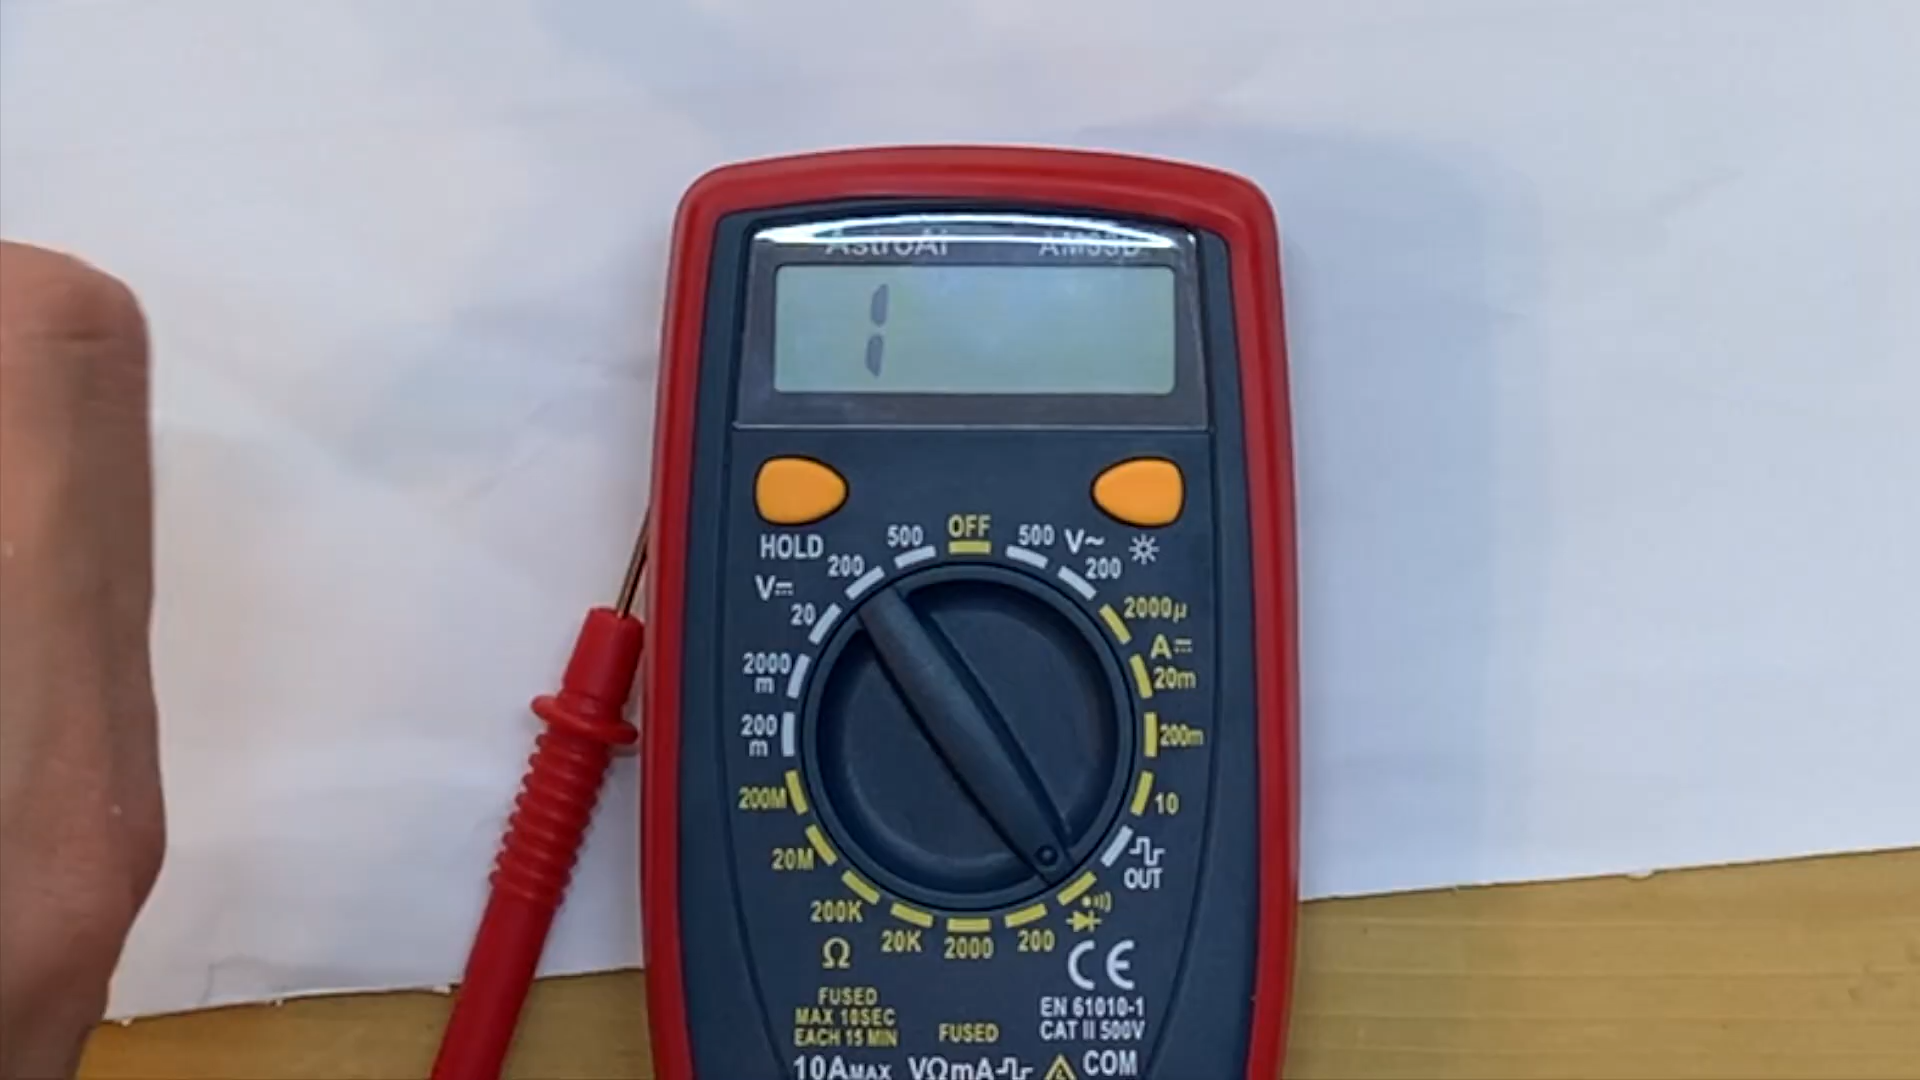 AstroAi AM33D
1
HOLD
V⎓
200
500
OFF
500
V~
200
20
2000µ
A⎓
2000
m
20m
200
m
200m
200M
10
20M
OUT
200K
20K
2000
200
Ω
CE
FUSED
MAX 10SEC
EACH 15 MIN
FUSED
EN 61010-1
CAT II 500V
10AMAX
VΩmA
COM